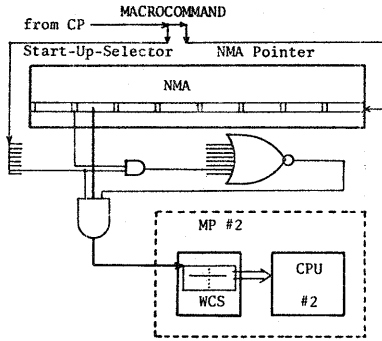 MACROCOMMAND
from CP
Start-Up-Selector NMA Pointer
NMA
MP #2
CPU
#2
WCS